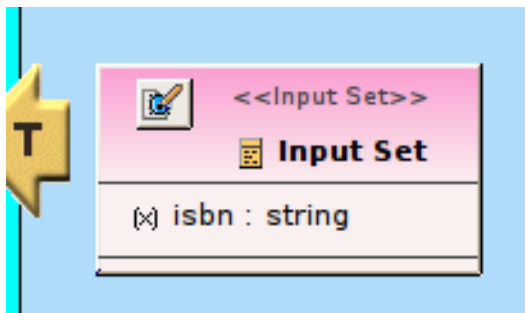 T
<<Input Set>>
Input Set
(x) isbn : string